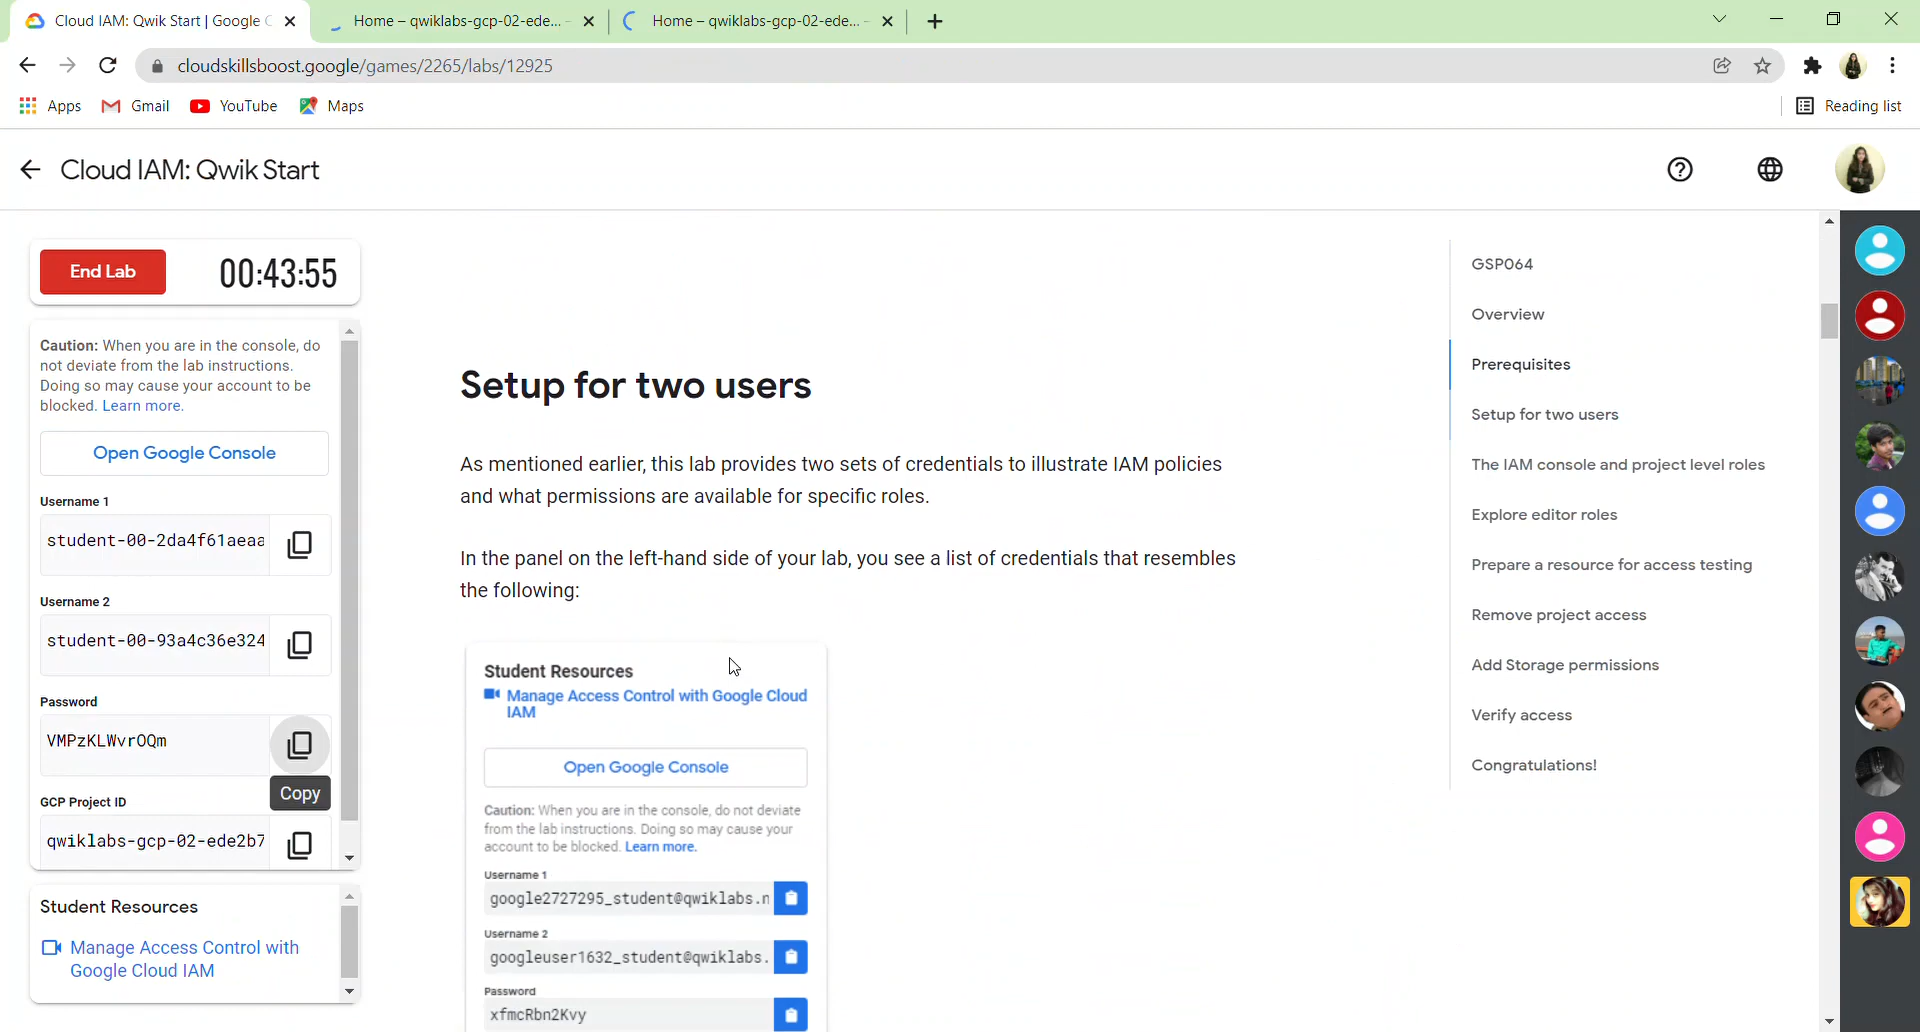 Cloud IAM: Qwik Start | Google C
Home – qwiklabs-gcp-02-ede...
Home – qwiklabs-gcp-02-ede...
cloudskillsboost.google/games/2265/labs/12925
Apps
Gmail
YouTube
Maps
Reading list
Cloud IAM: Qwik Start
End Lab
00:43:55
Caution: When you are in the console, do
not deviate from the lab instructions.
Doing so may cause your account to be
blocked. Learn more.
Open Google Console
Username 1
student-00-2da4f61aeaa
Username 2
student-00-93a4c36e324
Password
VMPzKLWvrOQm
Copy
GCP Project ID
qwiklabs-gcp-02-ede2b7
Student Resources
Manage Access Control with
Google Cloud IAM
Setup for two users
As mentioned earlier, this lab provides two sets of credentials to illustrate IAM policies
and what permissions are available for specific roles.
In the panel on the left-hand side of your lab, you see a list of credentials that resembles
the following:
Student Resources
Manage Access Control with Google Cloud
IAM
Open Google Console
Caution: When you are in the console, do not deviate
from the lab instructions. Doing so may cause your
account to be blocked. Learn more.
Username 1
google2727295_student@qwiklabs.n
Username 2
googleuser1632_student@qwiklabs.
Password
xfmcRbn2Kvy
GSP064
Overview
Prerequisites
Setup for two users
The IAM console and project level roles
Explore editor roles
Prepare a resource for access testing
Remove project access
Add Storage permissions
Verify access
Congratulations!